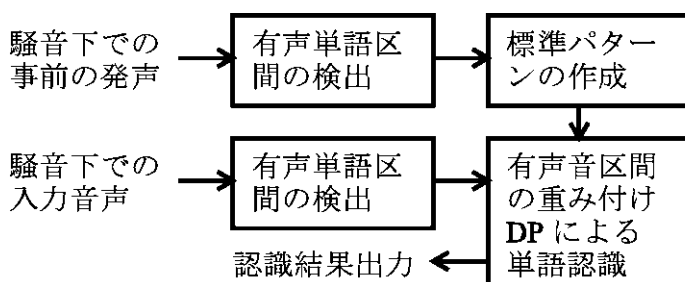 騒音下での
事前の発声
有声単語区
間の検出
標準パター
ンの作成
騒音下での
入力音声
有声単語区
間の検出
有声音区間
の重み付け
DPによる
単語認識
認識結果出力